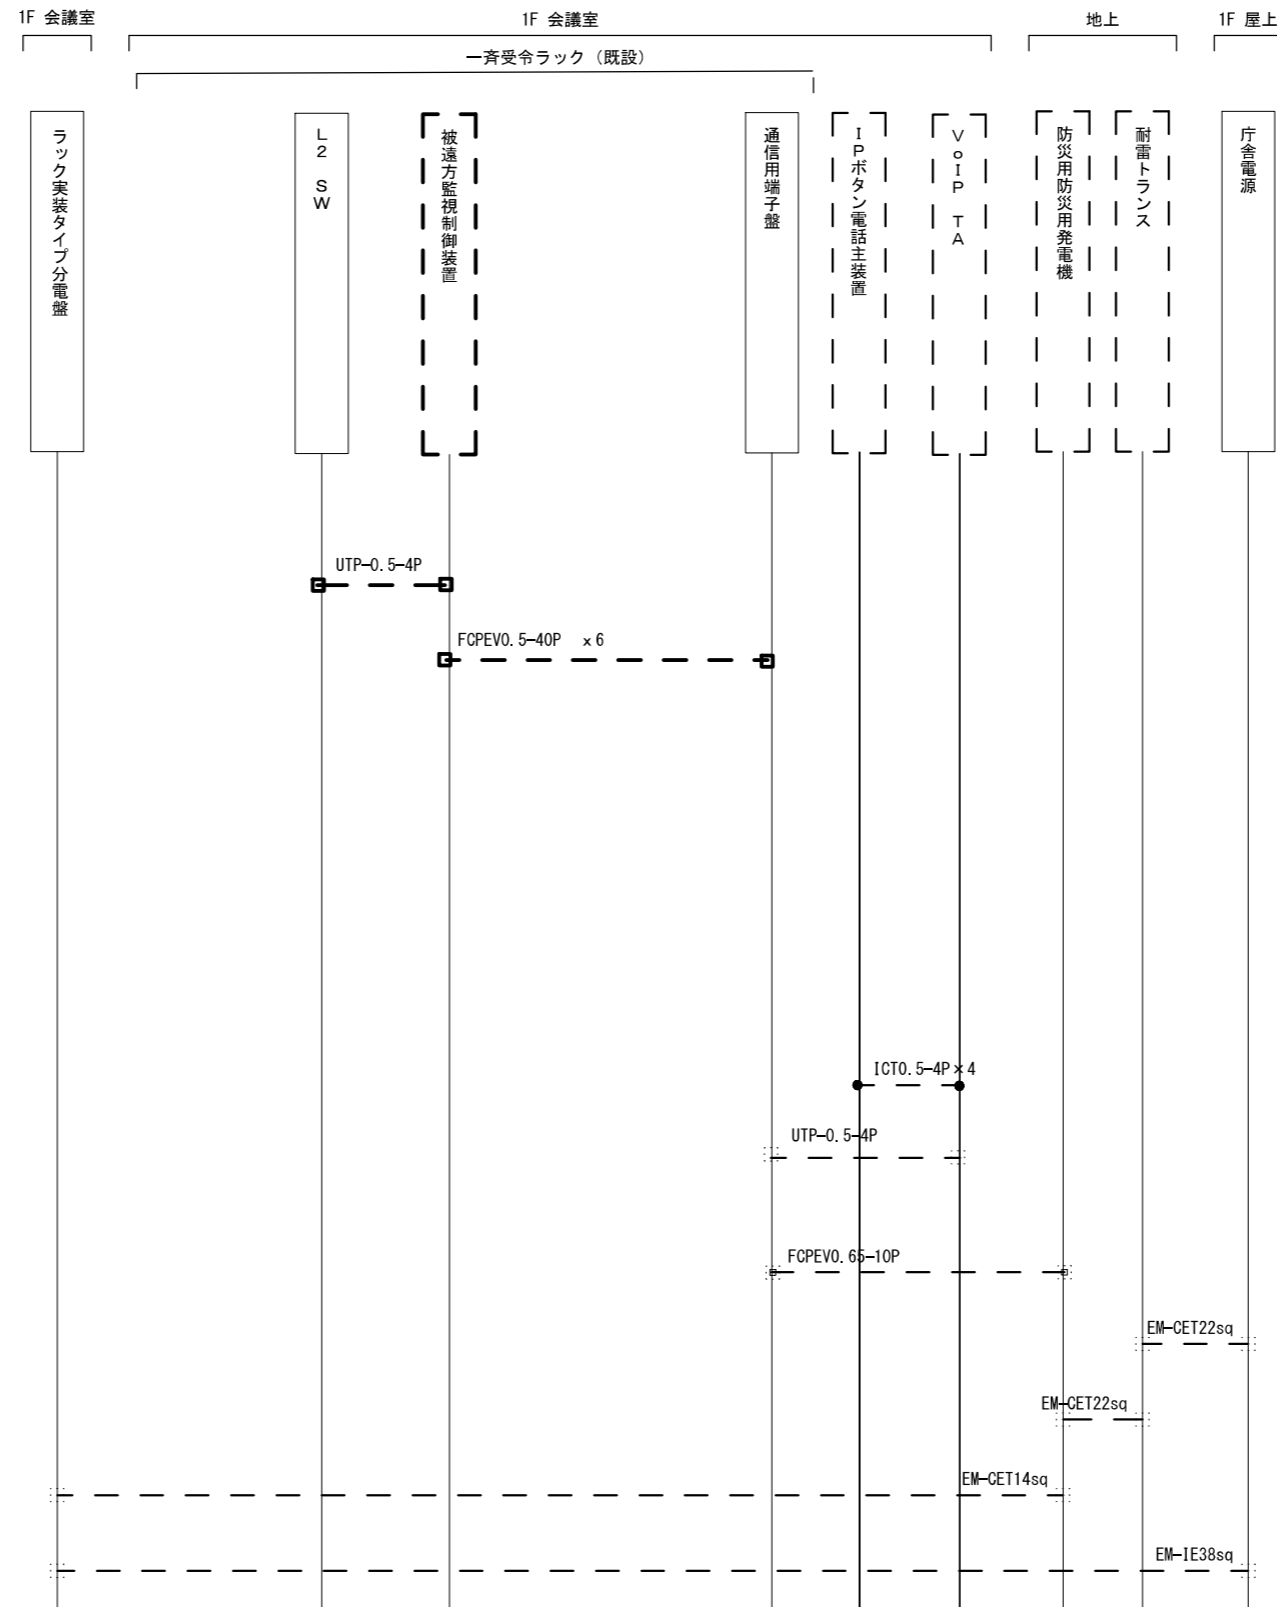 1F 会議室
1F 会議室
地上
1F 屋上
一斉受令ラック（既設）
ラック実装タイプ分電盤
L2 SW
被遠方監視制御装置
通信用端子盤
IPボタン電話主装置
VoIP TA
防災用防災用発電機
耐雷トランス
庁舎電源
UTP-0.5-4P
FCPEV0.5-40P ×6
ICT0.5-4P×4
UTP-0.5-4P
FCPEV0.65-10P
EM-CET22sq
EM-CET22sq
EM-CET14sq
EM-IE38sq